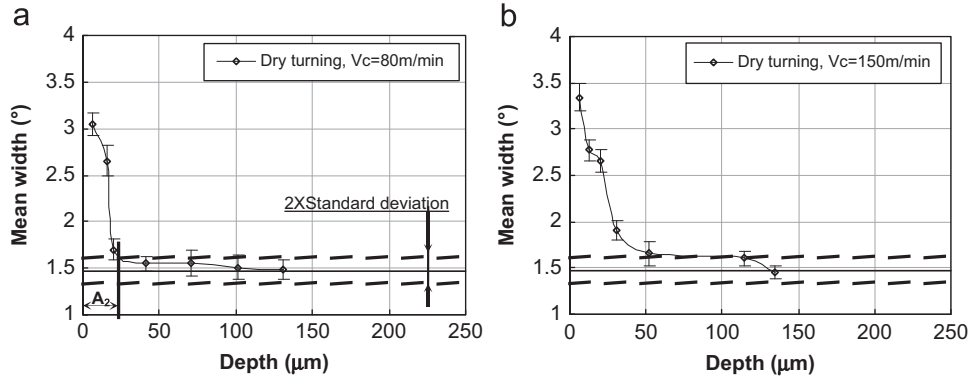 a
4
3.5
3
2.5
2
1.5
1
Mean width (°)
Dry turning, Vc=80m/min
2XStandard deviation
A2
0 50 100 150 200 250
Depth (μm)
b
4
3.5
3
2.5
2
1.5
1
Mean width (°)
Dry turning, Vc=150m/min
0 50 100 150 200 250
Depth (μm)